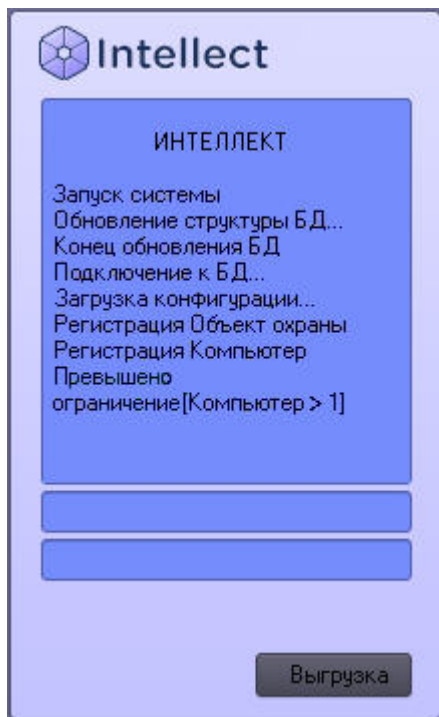 Intellect
ИНТЕЛЛЕКТ
Запуск системы
Обновление структуры БД...
Конец обновления БД
Подключение к БД...
Загрузка конфигурации...
Регистрация Объект охраны
Регистрация Компьютер
Превышено
ограничение[Компьютер > 1]
Выгрузка